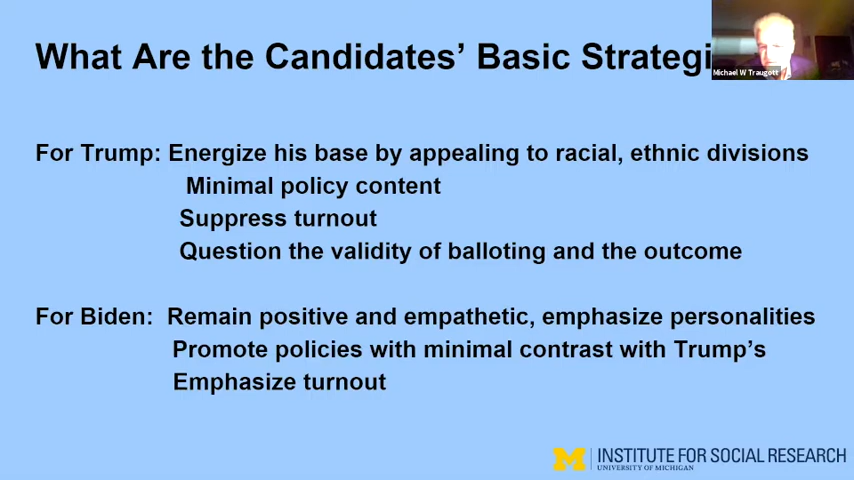 What Are the Candidates' Basic Strategi
Michael W Traugott
For Trump: Energize his base by appealing to racial, ethnic divisions
Minimal policy content
Suppress turnout
Question the validity of balloting and the outcome
For Biden: Remain positive and empathetic, emphasize personalities
Promote policies with minimal contrast with Trump's
Emphasize turnout
M INSTITUTE FOR SOCIAL RESEARCH
UNIVERSITY OF MICHIGAN